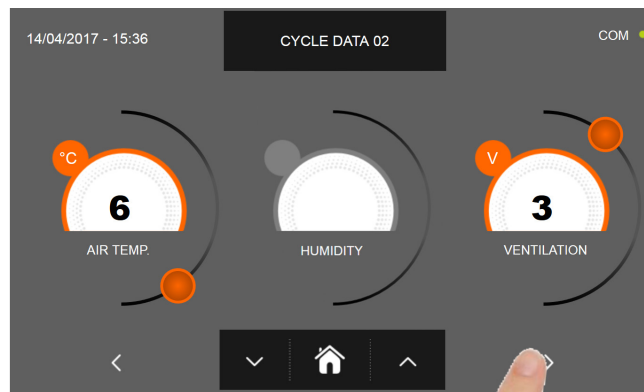 14/04/2017 - 15:36
CYCLE DATA 02
COM
°C
V
6
3
AIR TEMP.
HUMIDITY
VENTILATION